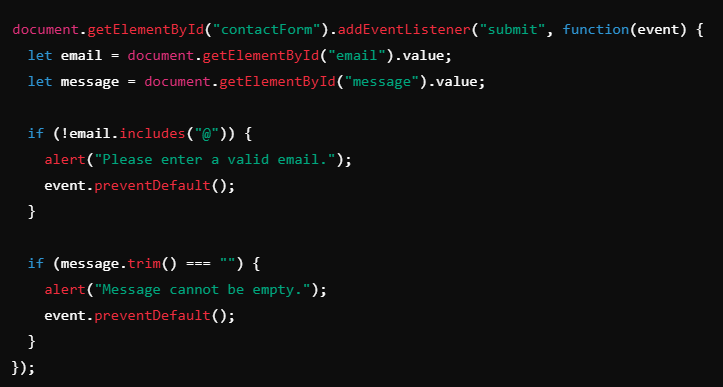 document.getElementById("contactForm").addEventListener("submit", function(event) {
  let email = document.getElementById("email").value;
  let message = document.getElementById("message").value;

  if (!email.includes("@")) {
    alert("Please enter a valid email.");
    event.preventDefault();
  }

  if (message.trim() === "") {
    alert("Message cannot be empty.");
    event.preventDefault();
  }
});